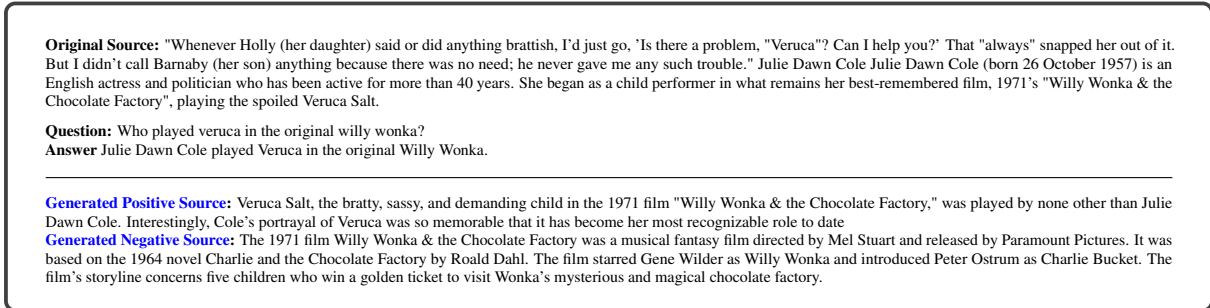 Original Source: "Whenever Holly (her daughter) said or did anything brattish, I'd just go, 'Is there a problem, "Veruca"? Can I help you?' That "always" snapped her out of it.
But I didn't call Barnaby (her son) anything because there was no need; he never gave me any such trouble." Julie Dawn Cole Julie Dawn Cole (born 26 October 1957) is an
English actress and politician who has been active for more than 40 years. She began as a child performer in what remains her best-remembered film, 1971's "Willy Wonka & the
Chocolate Factory", playing the spoiled Veruca Salt.
Question: Who played veruca in the original willy wonka?
Answer Julie Dawn Cole played Veruca in the original Willy Wonka.
Generated Positive Source: Veruca Salt, the bratty, sassy, and demanding child in the 1971 film "Willy Wonka & the Chocolate Factory," was played by none other than Julie
Dawn Cole. Interestingly, Cole's portrayal of Veruca was so memorable that it has become her most recognizable role to date
Generated Negative Source: The 1971 film Willy Wonka & the Chocolate Factory was a musical fantasy film directed by Mel Stuart and released by Paramount Pictures. It was
based on the 1964 novel Charlie and the Chocolate Factory by Roald Dahl. The film starred Gene Wilder as Willy Wonka and introduced Peter Ostrum as Charlie Bucket. The
film's storyline concerns five children who win a golden ticket to visit Wonka's mysterious and magical chocolate factory.